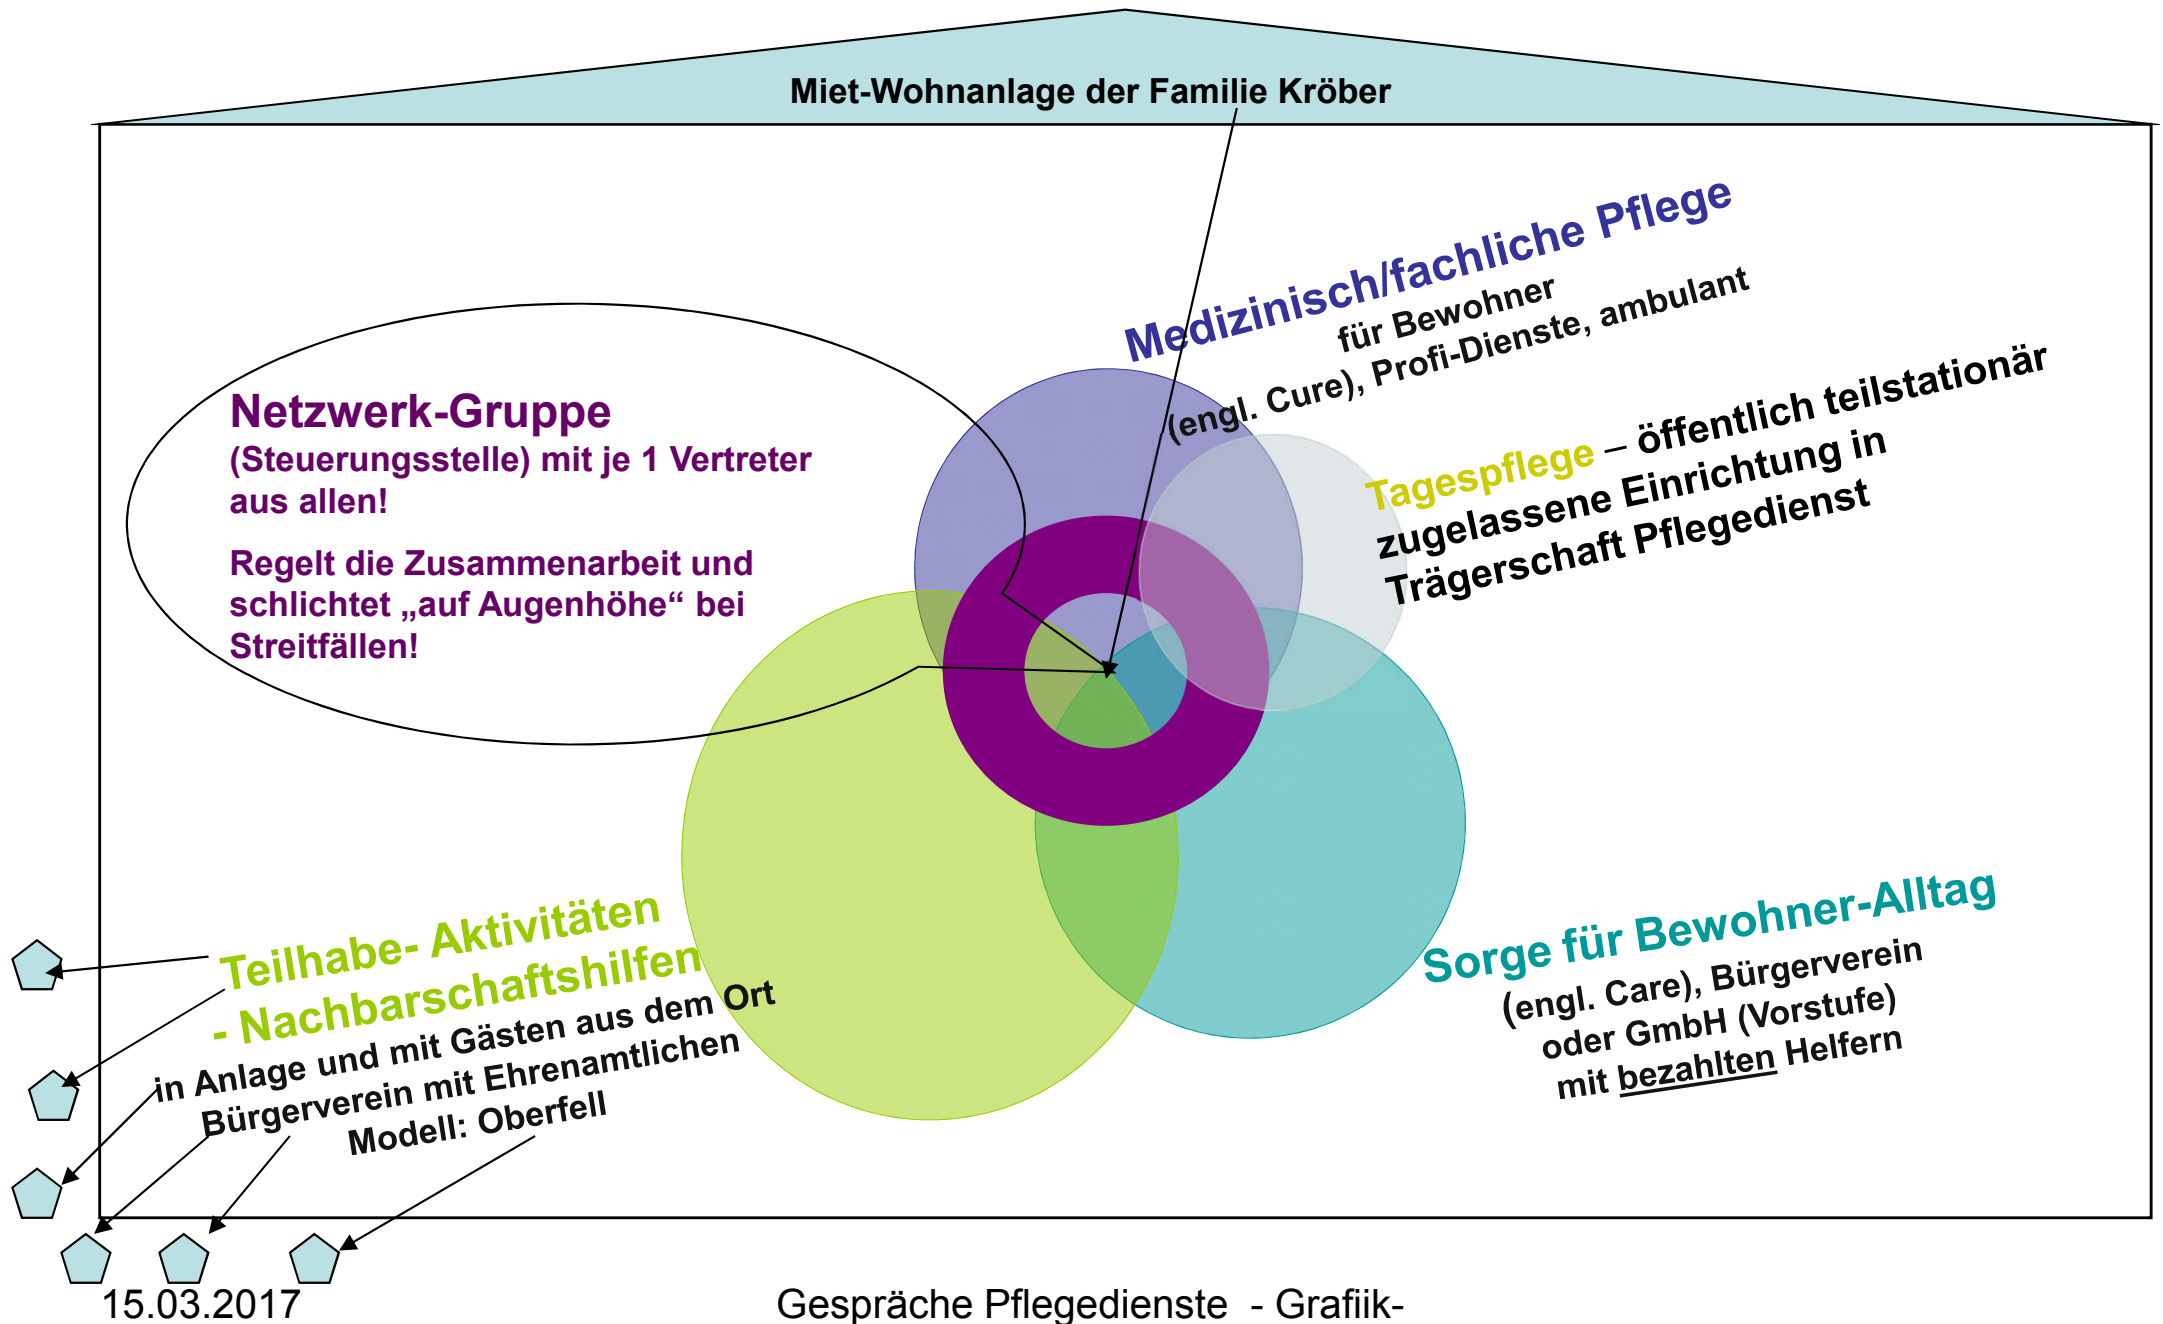 Miet-Wohnanlage der Familie Kröber
Medizinisch/fachliche Pflege
für Bewohner
(engl. Cure), Profi-Dienste, ambulant
Netzwerk-Gruppe
(Steuerungsstelle) mit je 1 Vertreter
aus allen!
Regelt die Zusammenarbeit und
schlichtet „auf Augenhöhe“ bei
Streitfällen!
Tagespflege – öffentlich teilstationär
zugelassene Einrichtung in
Trägerschaft Pflegedienst
Teilhabe- Aktivitäten
- Nachbarschaftshilfen
in Anlage und mit Gästen aus dem Ort
Bürgerverein mit Ehrenamtlichen
Modell: Oberfell
Sorge für Bewohner-Alltag
(engl. Care), Bürgerverein
oder GmbH (Vorstufe)
mit bezahlten Helfern
15.03.2017
Gespräche Pflegedienste - Grafiik-